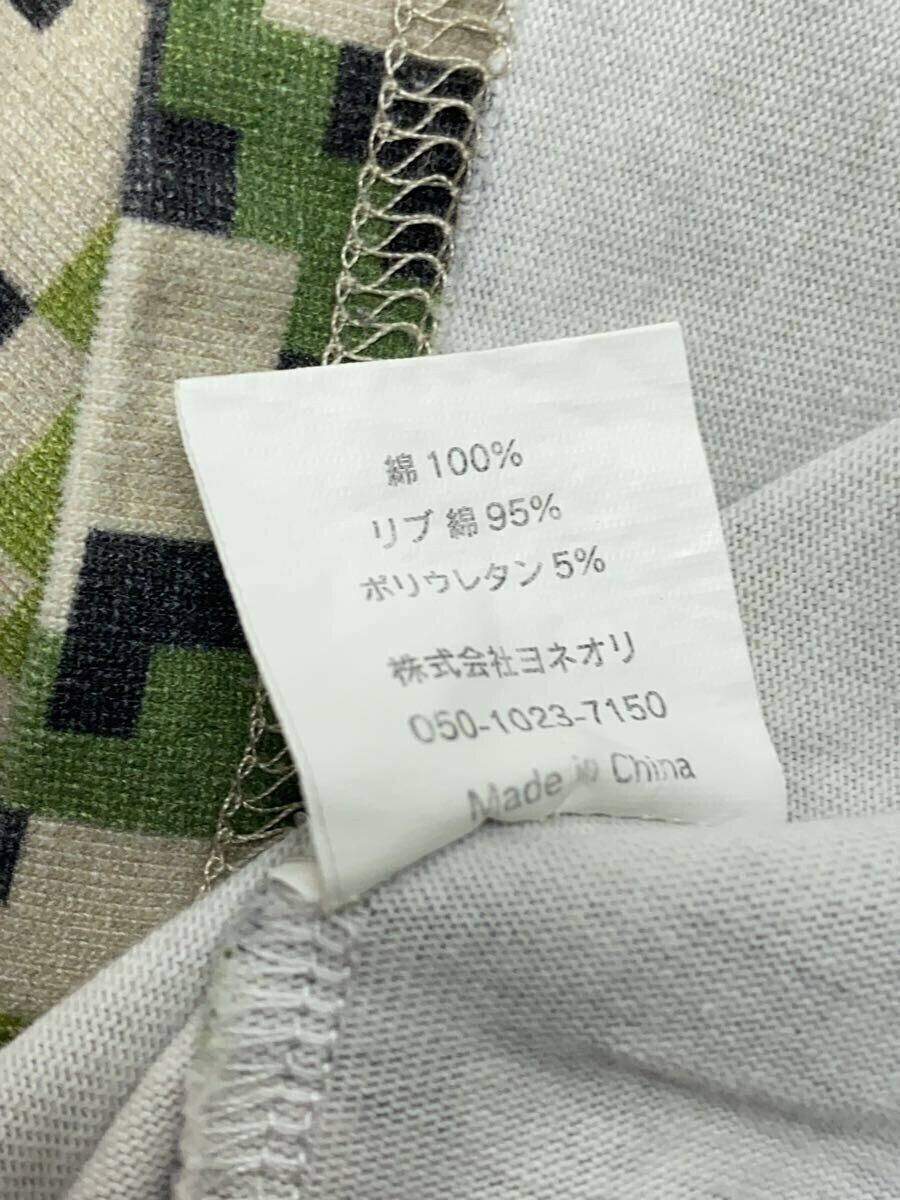 綿 100%
リブ 綿 95%
ポリウレタン 5%
株式会社ヨネオリ
050-1023-7150
Made in China